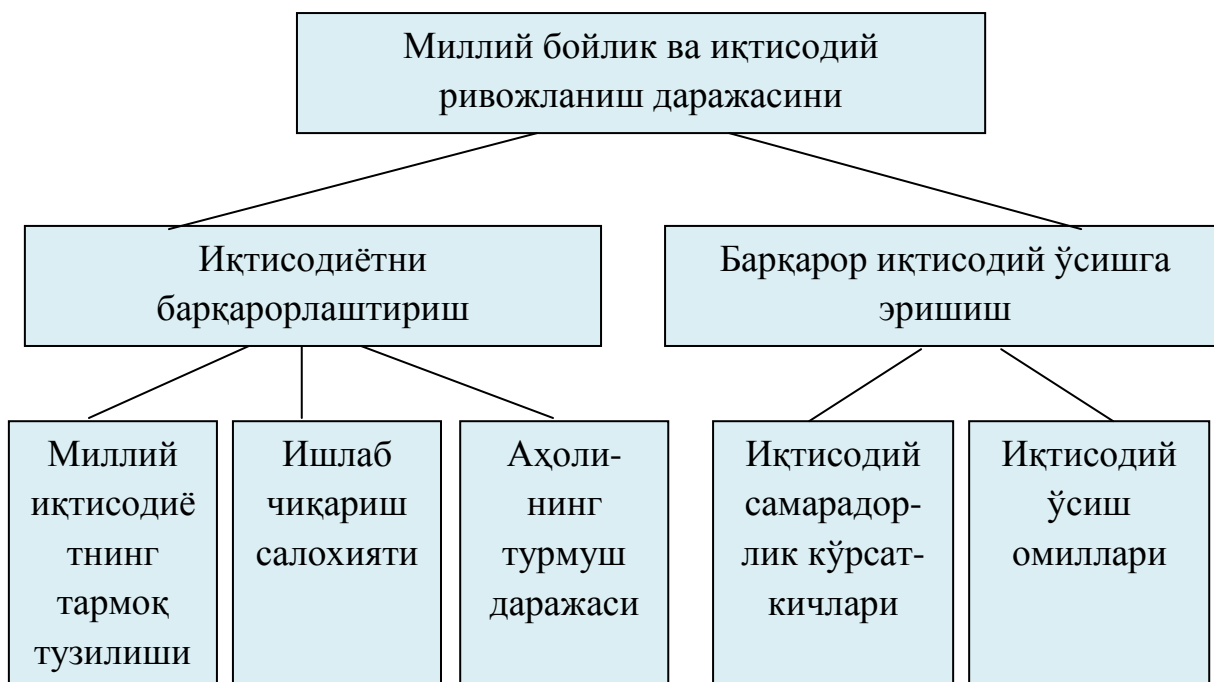 Миллий бойлик ва иқтисодий
ривожланиш даражасини
Иқтисодиётни
барқарорлаштириш
Барқарор иқтисодий ўсишга
эришиш
Миллий
иқтисодиё
тнинг
тармоқ
тузилиши
Ишлаб
чиқариш
салохияти
Аҳоли-
нинг
турмуш
даражаси
Иқтисодий
самарадор-
лик кўрсат-
кичлари
Иқтисодий
ўсиш
омиллари